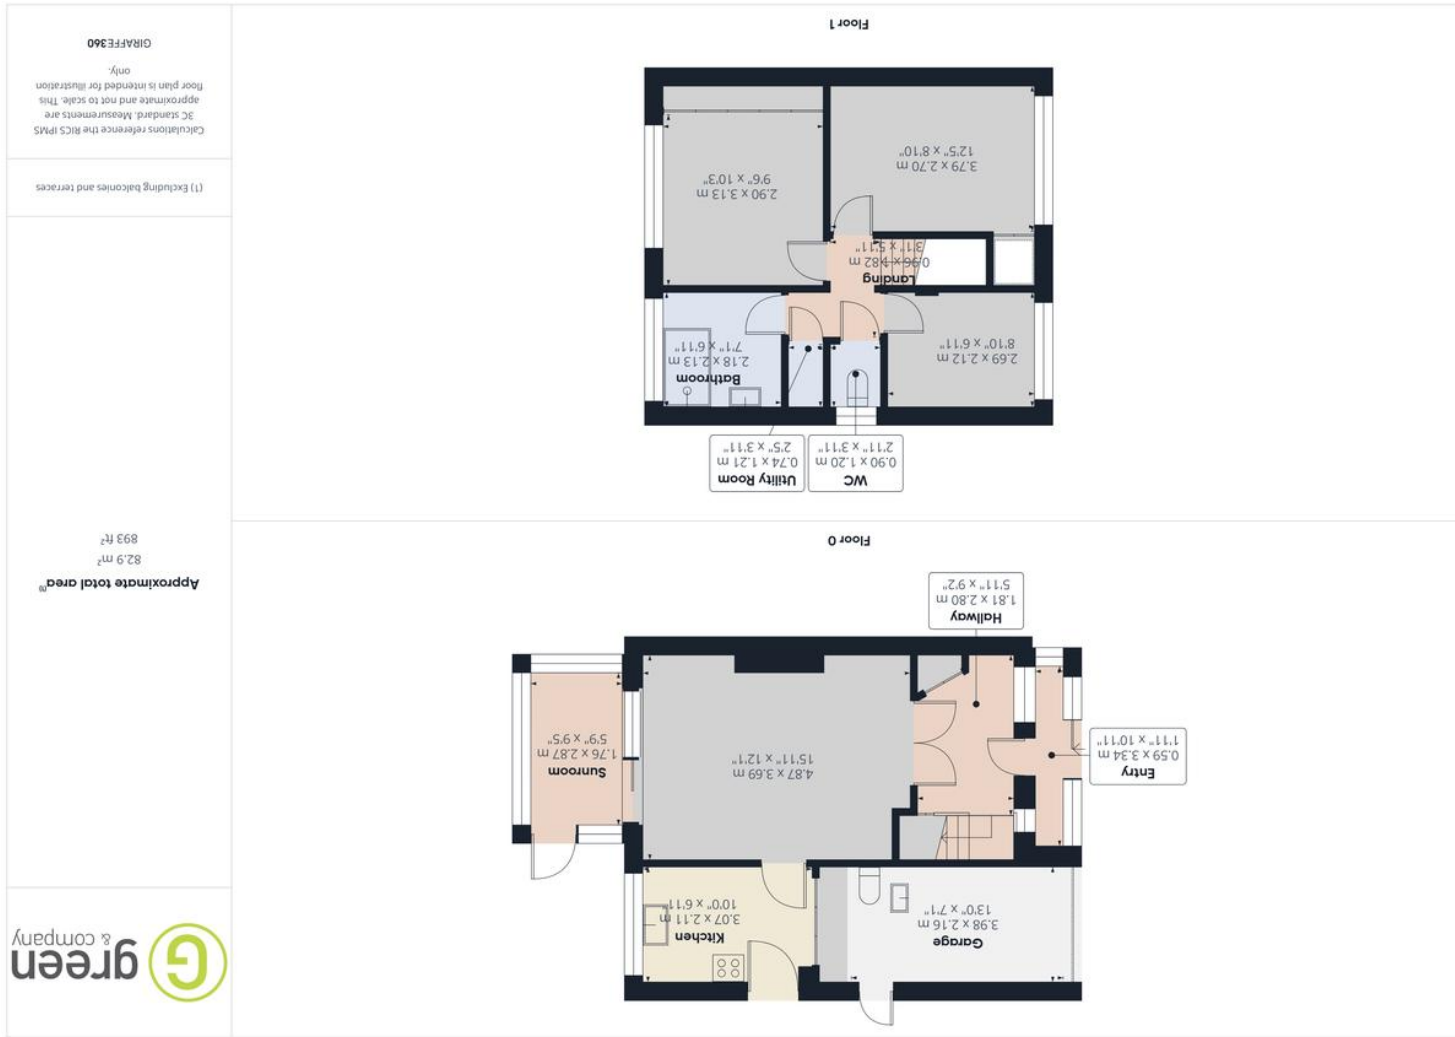 Garage
3.98 x 2.16 m
13'0" x 7'1"
Kitchen
3.07 x 2.11 m
10'0" x 6'11"
Entry
0.59 x 3.34 m
1'11" x 10'11"
4.87 x 3.69 m
15'11" x 12'1"
Sunroom
1.76 x 2.87 m
5'9" x 9'5"
Hallway
1.81 x 2.80 m
5'11" x 9'2"
Floor 0
WC
0.90 x 1.20 m
2'11" x 3'11"
Utility Room
0.74 x 1.21 m
2'5" x 3'11"
2.69 x 2.12 m
8'10" x 6'11"
Bathroom
2.18 x 2.13 m
7'1" x 6'11"
Landing
0.96 x 1.82 m
3'1" x 5'11"
3.79 x 2.70 m
12'5" x 8'10"
2.90 x 3.13 m
9'6" x 10'3"
Floor 1
G green
& company
Approximate total area(1)
82.9 m²
893 ft²
(1) Excluding balconies and terraces
Calculations reference the RICS IPMS
3C standard. Measurements are
approximate and not to scale. This
floor plan is intended for illustration
only.
GIRAFFE360